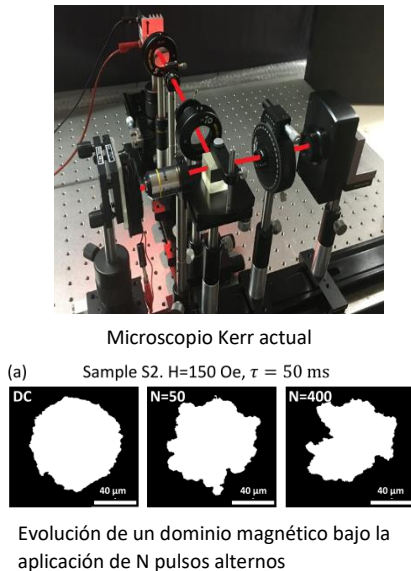 Microscopio Kerr actual
(a) Sample S2. H=150 Oe, τ = 50 ms
DC N=50 N=400
40 µm 40 µm 40 µm
Evolución de un dominio magnético bajo la
aplicación de N pulsos alternos